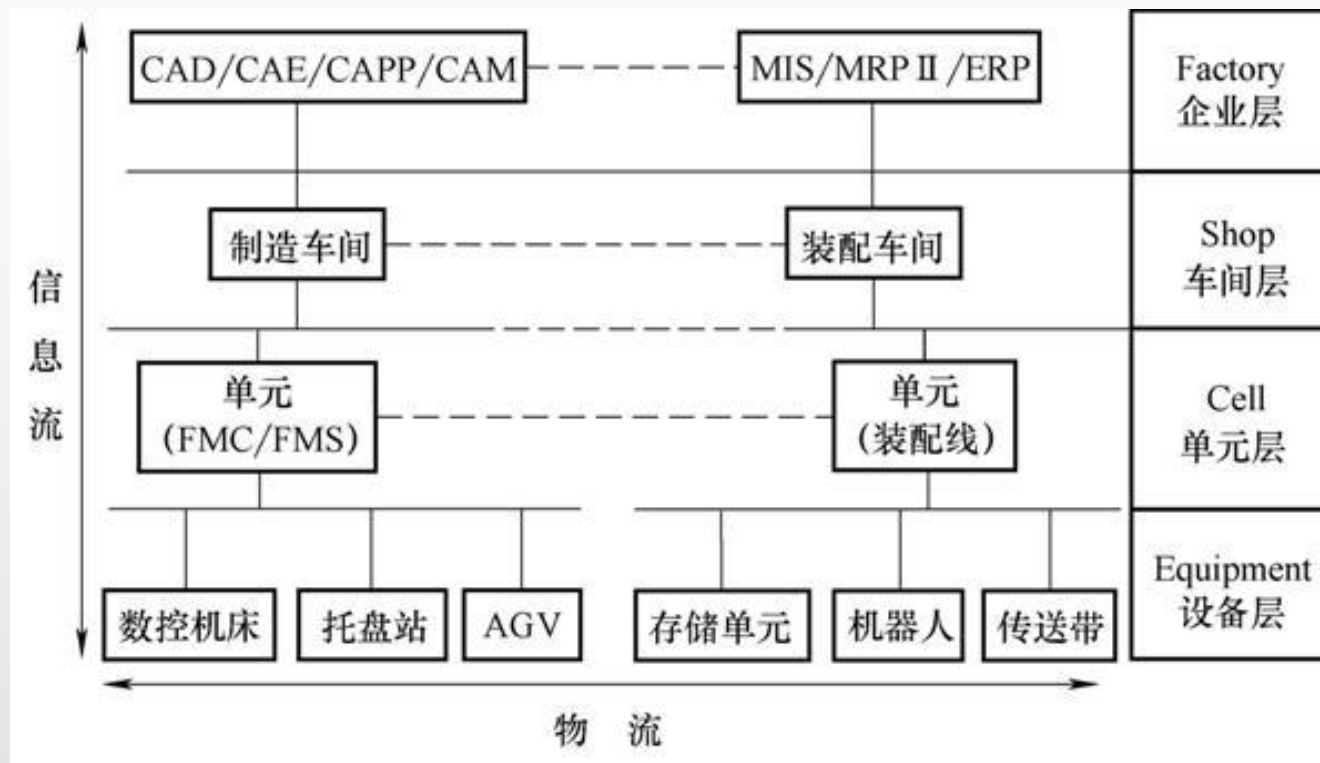 CAD/CAE/CAPP/CAM
MIS/MRPⅡ/ERP
Factory
企业层
制造车间
装配车间
Shop
车间层
信息流
单元
(FMC/FMS)
单元
(装配线)
Cell
单元层
数控机床
托盘站
AGV
存储单元
机器人
传送带
Equipment
设备层
物 流